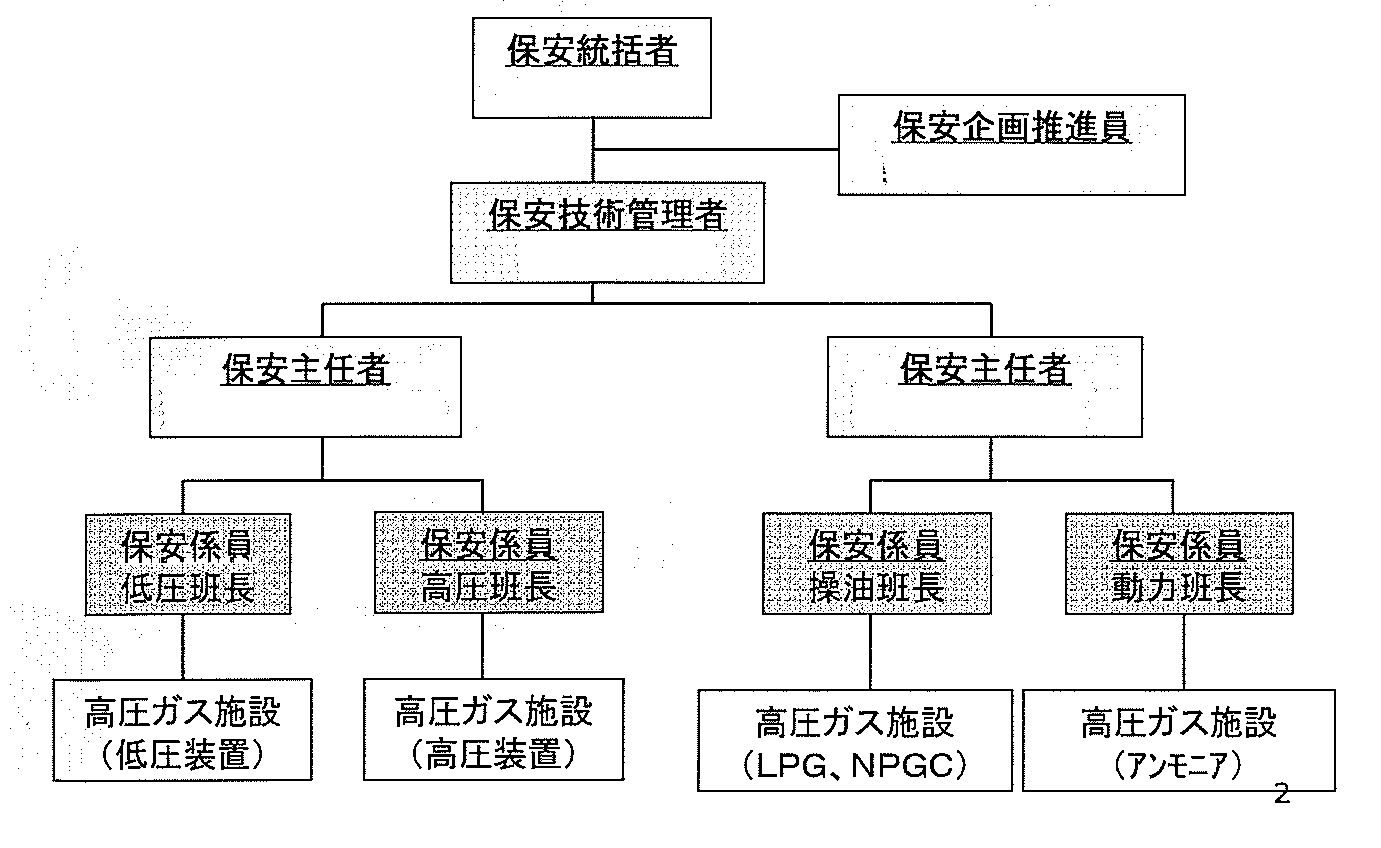 保安統括者
保安企画推進員
保安技術管理者
保安主任者
保安主任者
保安係員
低圧班長
保安係員
高圧班長
保安係員
操油班長
保安係員
動力班長
高圧ガス施設
（低圧装置）
高圧ガス施設
（高圧装置）
高圧ガス施設
（LPG、NPGC）
高圧ガス施設
（アンモニア）
2